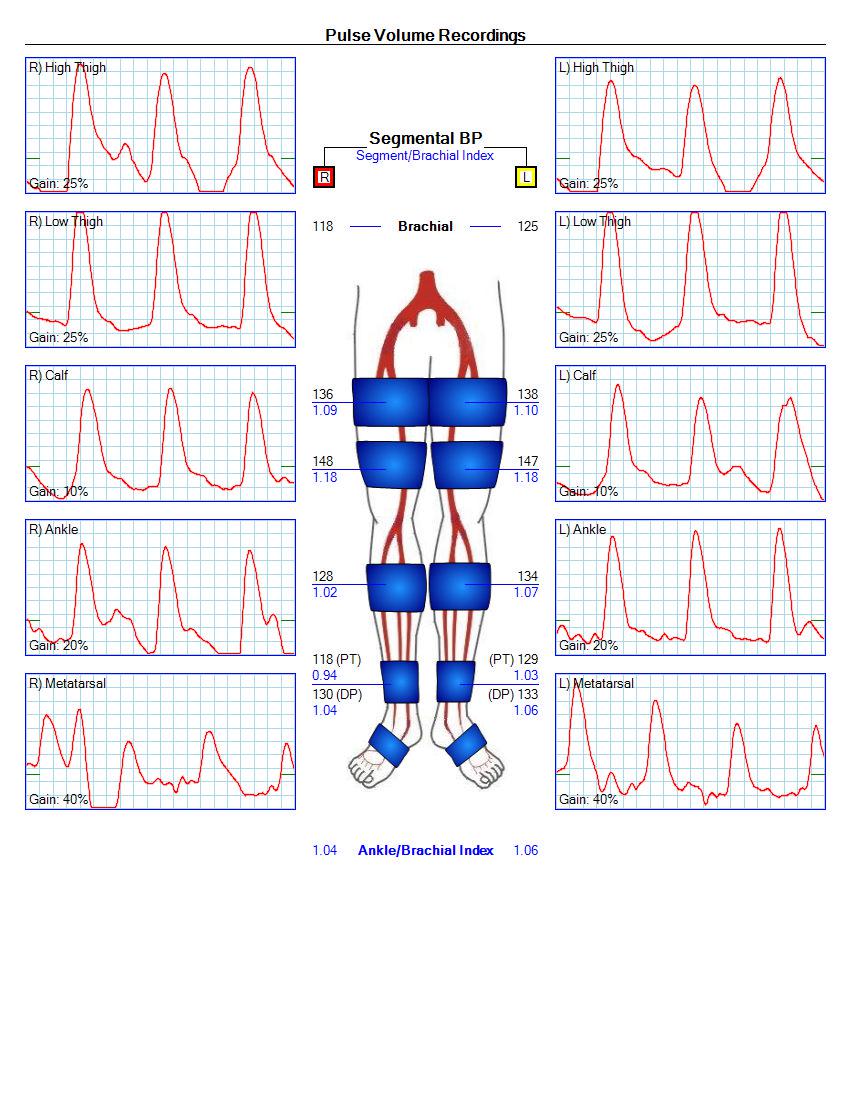 Pulse Volume Recordings
R) High Thigh
Gain: 25%
L) High Thigh
Gain: 25%
Segmental BP
Segment/Brachial Index
R
L
118 Brachial 125
R) Low Thigh
Gain: 25%
L) Low Thigh
Gain: 25%
R) Calf
Gain: 10%
L) Calf
Gain: 10%
136 138
1.09 1.10
148 147
1.18 1.18
R) Ankle
Gain: 20%
L) Ankle
Gain: 20%
128 134
1.02 1.07
118 (PT) (PT) 129
0.94 1.03
130 (DP) (DP) 133
1.04 1.06
R) Metatarsal
Gain: 40%
L) Metatarsal
Gain: 40%
1.04 Ankle/Brachial Index 1.06